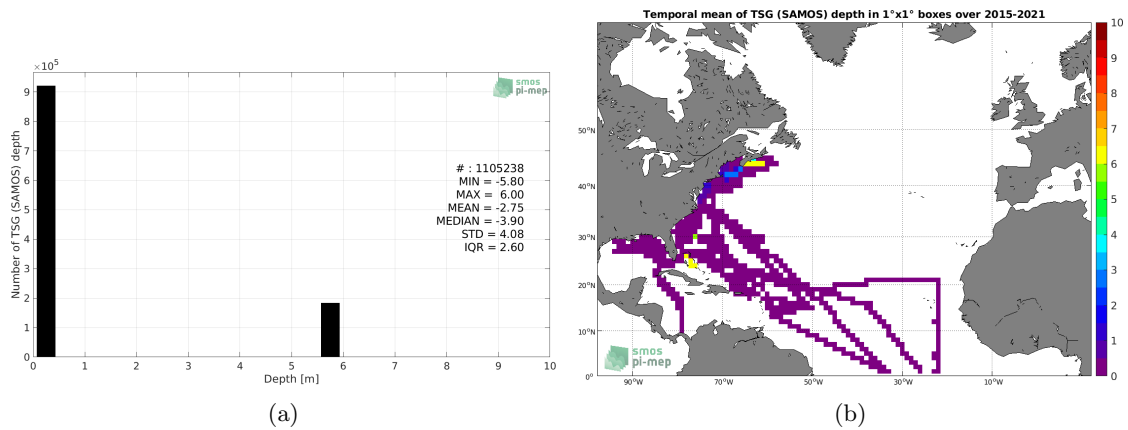 ×10⁵
9
8
7
6
5
4
3
2
1
0
Number of TSG (SAMOS) depth
smos
pi-mep
# : 1105238
MIN = -5.80
MAX = 6.00
MEAN = -2.75
MEDIAN = -3.90
STD = 4.08
IQR = 2.60
0 1 2 3 4 5 6 7 8 9 10
Depth [m]
(a)
Temporal mean of TSG (SAMOS) depth in 1°x1° boxes over 2015-2021
50°N
40°N
30°N
20°N
10°N
0°
90°W 70°W 50°W 30°W 10°W
smos
pi-mep
10
9
8
7
6
5
4
3
2
1
0
(b)